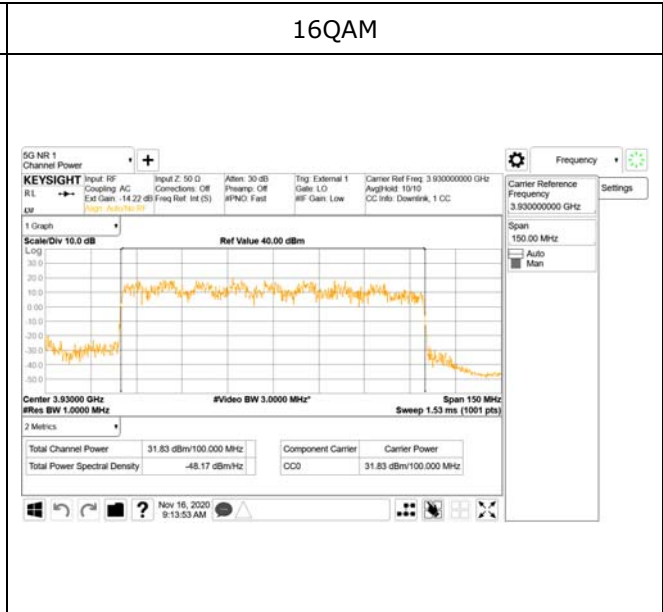 16QAM
5G NR 1
Channel Power
Frequency
KEYSIGHT
RL
Input: RF
Coupling: AC
Ext Gain: -14.22 dB
Align: Auto/No RF
Input Z: 50 Ω
Corrections: Off
Freq Ref: Int (S)
Atten: 30 dB
Preamp: Off
#PNO: Fast
Trig: External 1
Gate: LO
#IF Gain: Low
Carrier Ref Freq: 3.930000000 GHz
Avg|Hold: 10/10
CC Info: Downlink, 1 CC
Carrier Reference
Frequency
3.930000000 GHz
Settings
Span
150.00 MHz
Auto
Man
1 Graph
Scale/Div 10.0 dB
Ref Value 40.00 dBm
Log
30.0
20.0
10.0
0.00
-10.0
-20.0
-30.0
-40.0
-50.0
Center 3.93000 GHz
#Video BW 3.0000 MHz*
Span 150 MHz
#Res BW 1.0000 MHz
Sweep 1.53 ms (1001 pts)
2 Metrics
Total Channel Power 31.83 dBm/100.000 MHz
Total Power Spectral Density -48.17 dBm/Hz
Component Carrier Carrier Power
CC0 31.83 dBm/100.000 MHz
?
Nov 16, 2020
9:13:53 AM